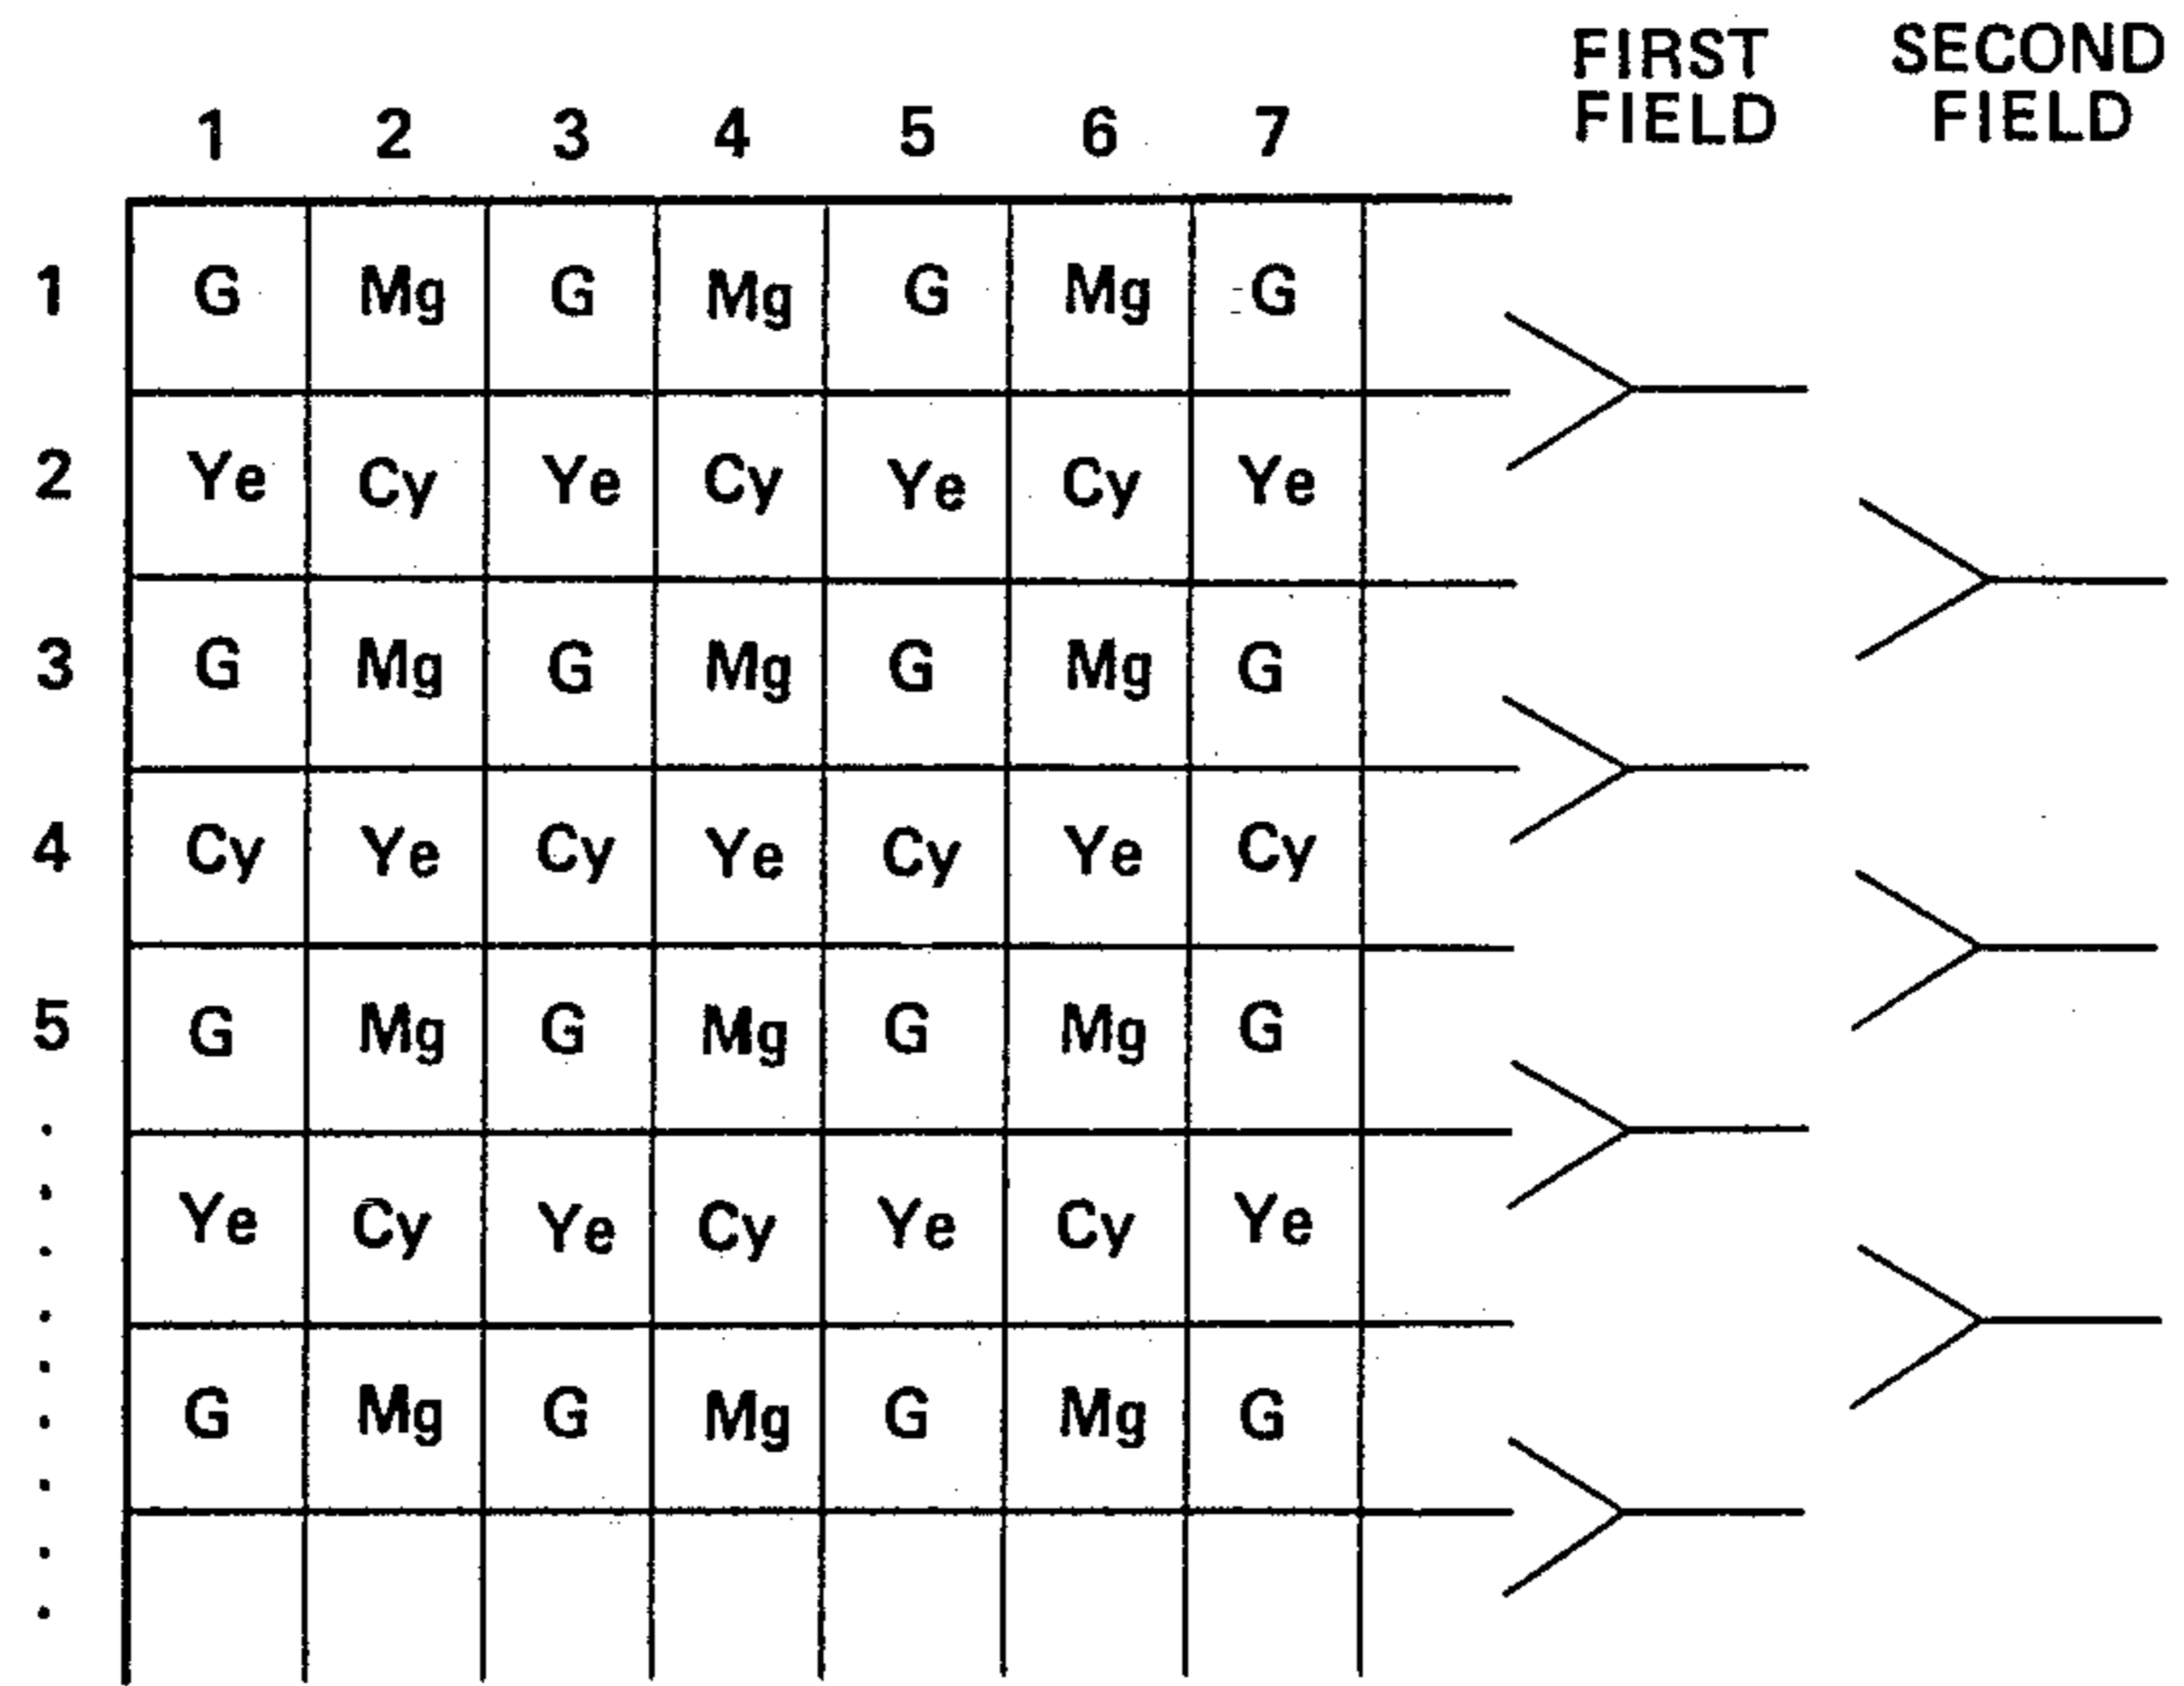 FIRST SECOND
FIELD FIELD
1 2 3 4 5 6 7
1 G Mg G Mg G Mg G
2 Ye Cy Ye Cy Ye Cy Ye
3 G Mg G Mg G Mg G
4 Cy Ye Cy Ye Cy Ye Cy
5 G Mg G Mg G Mg G
Ye Cy Ye Cy Ye Cy Ye
G Mg G Mg G Mg G